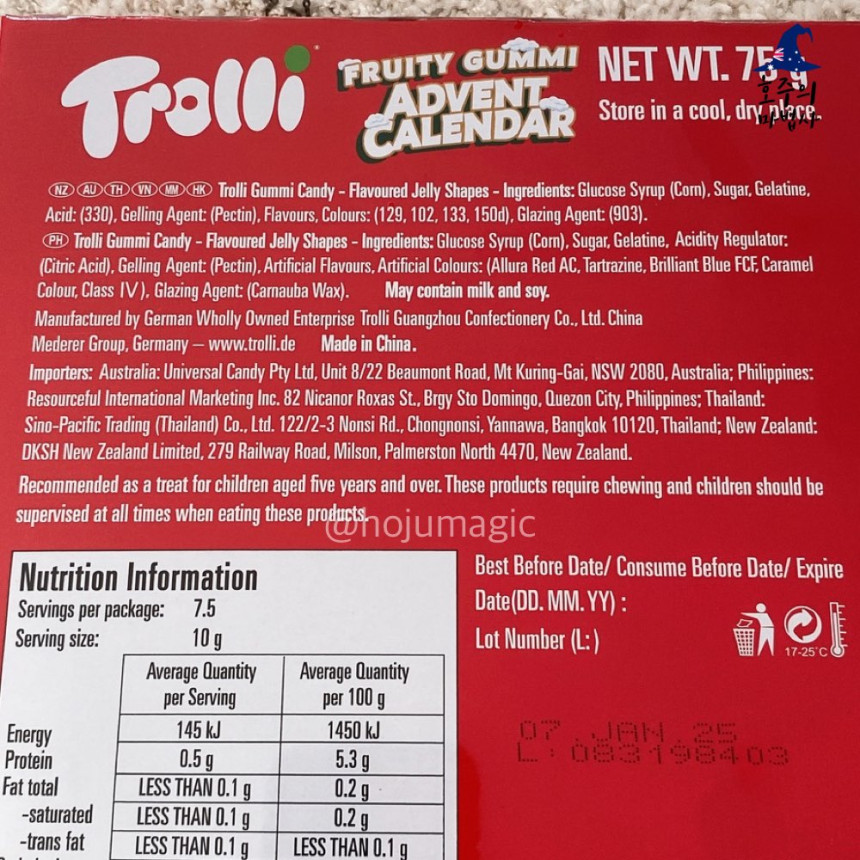 Trolli
FRUITY GUMMI
ADVENT
CALENDAR
NET WT. 75 g
Store in a cool, dry place.
호주의
마법사
NZ AU TH VN MM HK Trolli Gummi Candy – Flavoured Jelly Shapes – Ingredients: Glucose Syrup (Corn), Sugar, Gelatine,
Acid: (330), Gelling Agent: (Pectin), Flavours, Colours: (129, 102, 133, 150d), Glazing Agent: (903).
PH Trolli Gummi Candy – Flavoured Jelly Shapes – Ingredients: Glucose Syrup (Corn), Sugar, Gelatine, Acidity Regulator:
(Citric Acid), Gelling Agent: (Pectin), Artificial Flavours, Artificial Colours: (Allura Red AC, Tartrazine, Brilliant Blue FCF, Caramel
Colour, Class IV), Glazing Agent: (Carnauba Wax). May contain milk and soy.
Manufactured by German Wholly Owned Enterprise Trolli Guangzhou Confectionery Co., Ltd. China
Mederer Group, Germany – www.trolli.de Made in China.
Importers: Australia: Universal Candy Pty Ltd, Unit 8/22 Beaumont Road, Mt Kuring-Gai, NSW 2080, Australia; Philippines:
Resourceful International Marketing Inc. 82 Nicanor Roxas St., Brgy Sto Domingo, Quezon City, Philippines; Thailand:
Sino-Pacific Trading (Thailand) Co., Ltd. 122/2-3 Nonsi Rd., Chongnonsi, Yannawa, Bangkok 10120, Thailand; New Zealand:
DKSH New Zealand Limited, 279 Railway Road, Milson, Palmerston North 4470, New Zealand.
Recommended as a treat for children aged five years and over. These products require chewing and children should be
supervised at all times when eating these products.
@hojumagic
Nutrition Information
Servings per package: 7.5
Serving size: 10 g
Average Quantity per Serving Average Quantity per 100 g
Energy 145 kJ 1450 kJ
Protein 0.5 g 5.3 g
Fat total LESS THAN 0.1 g 0.2 g
-saturated LESS THAN 0.1 g 0.2 g
-trans fat LESS THAN 0.1 g LESS THAN 0.1 g
Best Before Date/ Consume Before Date/ Expire
Date(DD. MM. YY) :
Lot Number (L: )
17-25°C
07 . JAN . 25
L: 083198403